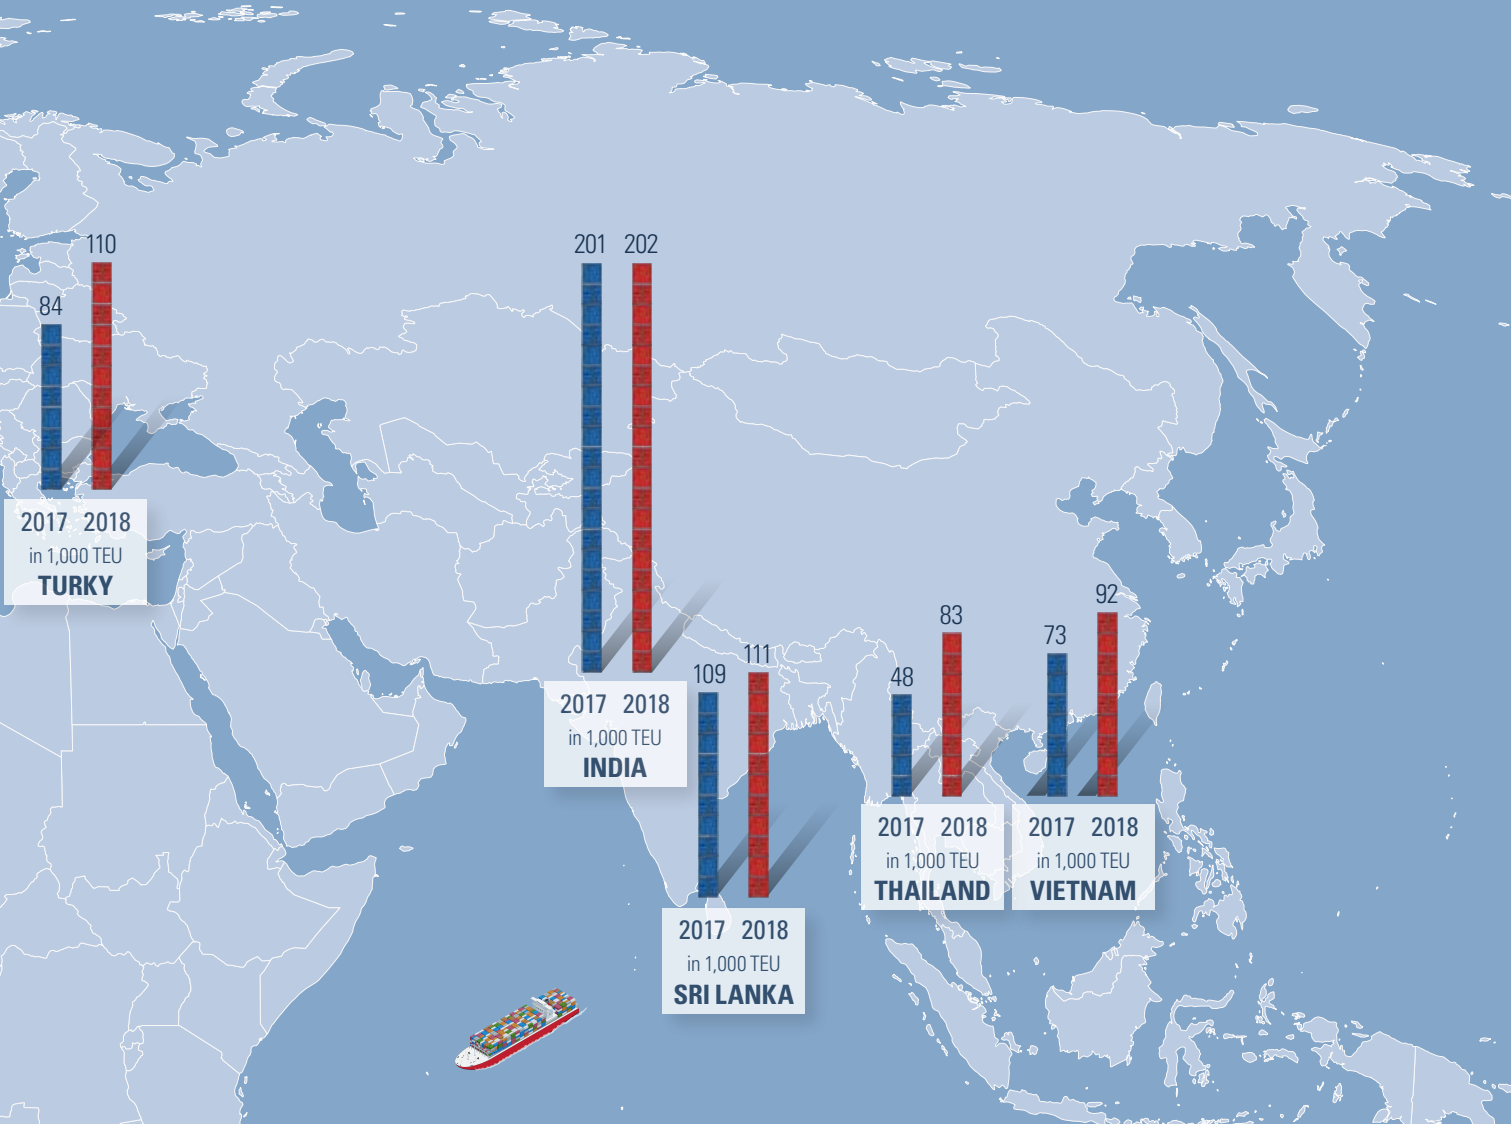 84 110
2017 2018
in 1,000 TEU
TURKY
201 202
2017 2018
in 1,000 TEU
INDIA
109 111
2017 2018
in 1,000 TEU
SRI LANKA
48 83
2017 2018
in 1,000 TEU
THAILAND
73 92
2017 2018
in 1,000 TEU
VIETNAM